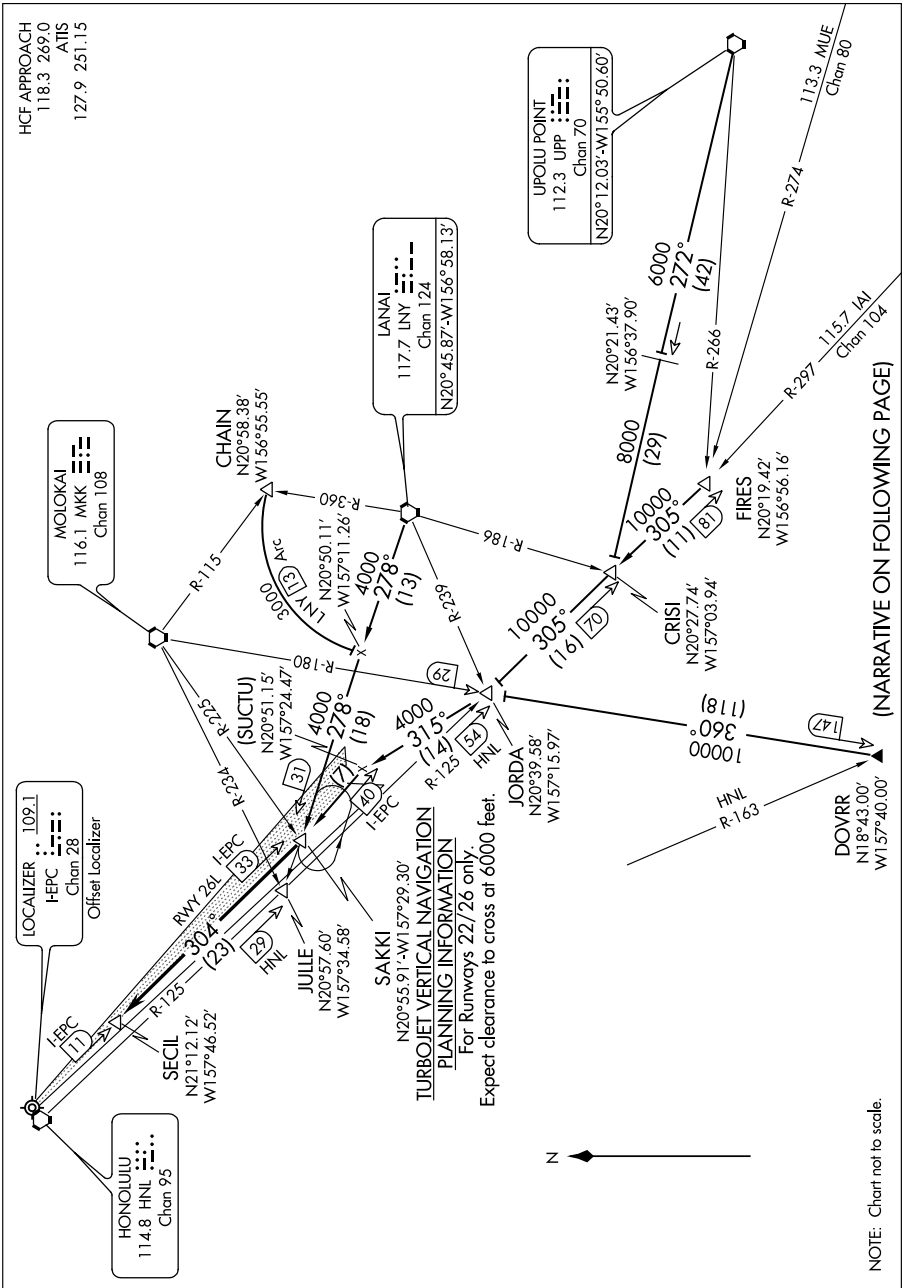 HCF APPROACH
118.3 269.0
ATIS
127.9 251.15
LOCALIZER 109.1
I-EPC
Chan 28
Offset Localizer
HONOLULU
114.8 HNL
Chan 95
MOLOKAI
116.1 MKK
Chan 108
LANAI
117.7 LNY
Chan 124
N20°45.87'-W156°58.13'
UPOLU POINT
112.3 UPP
Chan 70
N20°12.03'-W155°50.60'
CHAIN
N20°58.38'
W156°55.55'
R-115
R-360
3000
LNY 13 Arc
N20°50.11'
W157°11.26'
4000
278°
(13)
R-186
R-239
R-180
R-225
R-234
(SUCTU)
N20°51.15'
W157°24.47'
4000
278°
(18)
4000
315°
(14)
R-125
54
HNL
29
(7)
31
40
I-EPC
I-EPC
33
RWY 26L
304°
(23)
R-125
29
HNL
I-EPC
11
SECIL
N21°12.12'
W157°46.52'
JULLE
N20°57.60'
W157°34.58'
SAKKI
N20°55.91'-W157°29.30'
TURBOJET VERTICAL NAVIGATION
PLANNING INFORMATION
For Runways 22/26 only.
Expect clearance to cross at 6000 feet.
JORDA
N20°39.58'
W157°15.97'
10000
305°
(16)
70
CRISI
N20°27.74'
W157°03.94'
10000
305°
(11)
81
FIRES
N20°19.42'
W156°56.16'
8000
(29)
N20°21.43'
W156°37.90'
6000
272°
(42)
R-266
R-274
113.3 MUE
Chan 80
R-297
115.7 IAI
Chan 104
10000
360°
(118)
147
HNL
R-163
DOVRR
N18°43.00'
W157°40.00'
(NARRATIVE ON FOLLOWING PAGE)
N
NOTE: Chart not to scale.